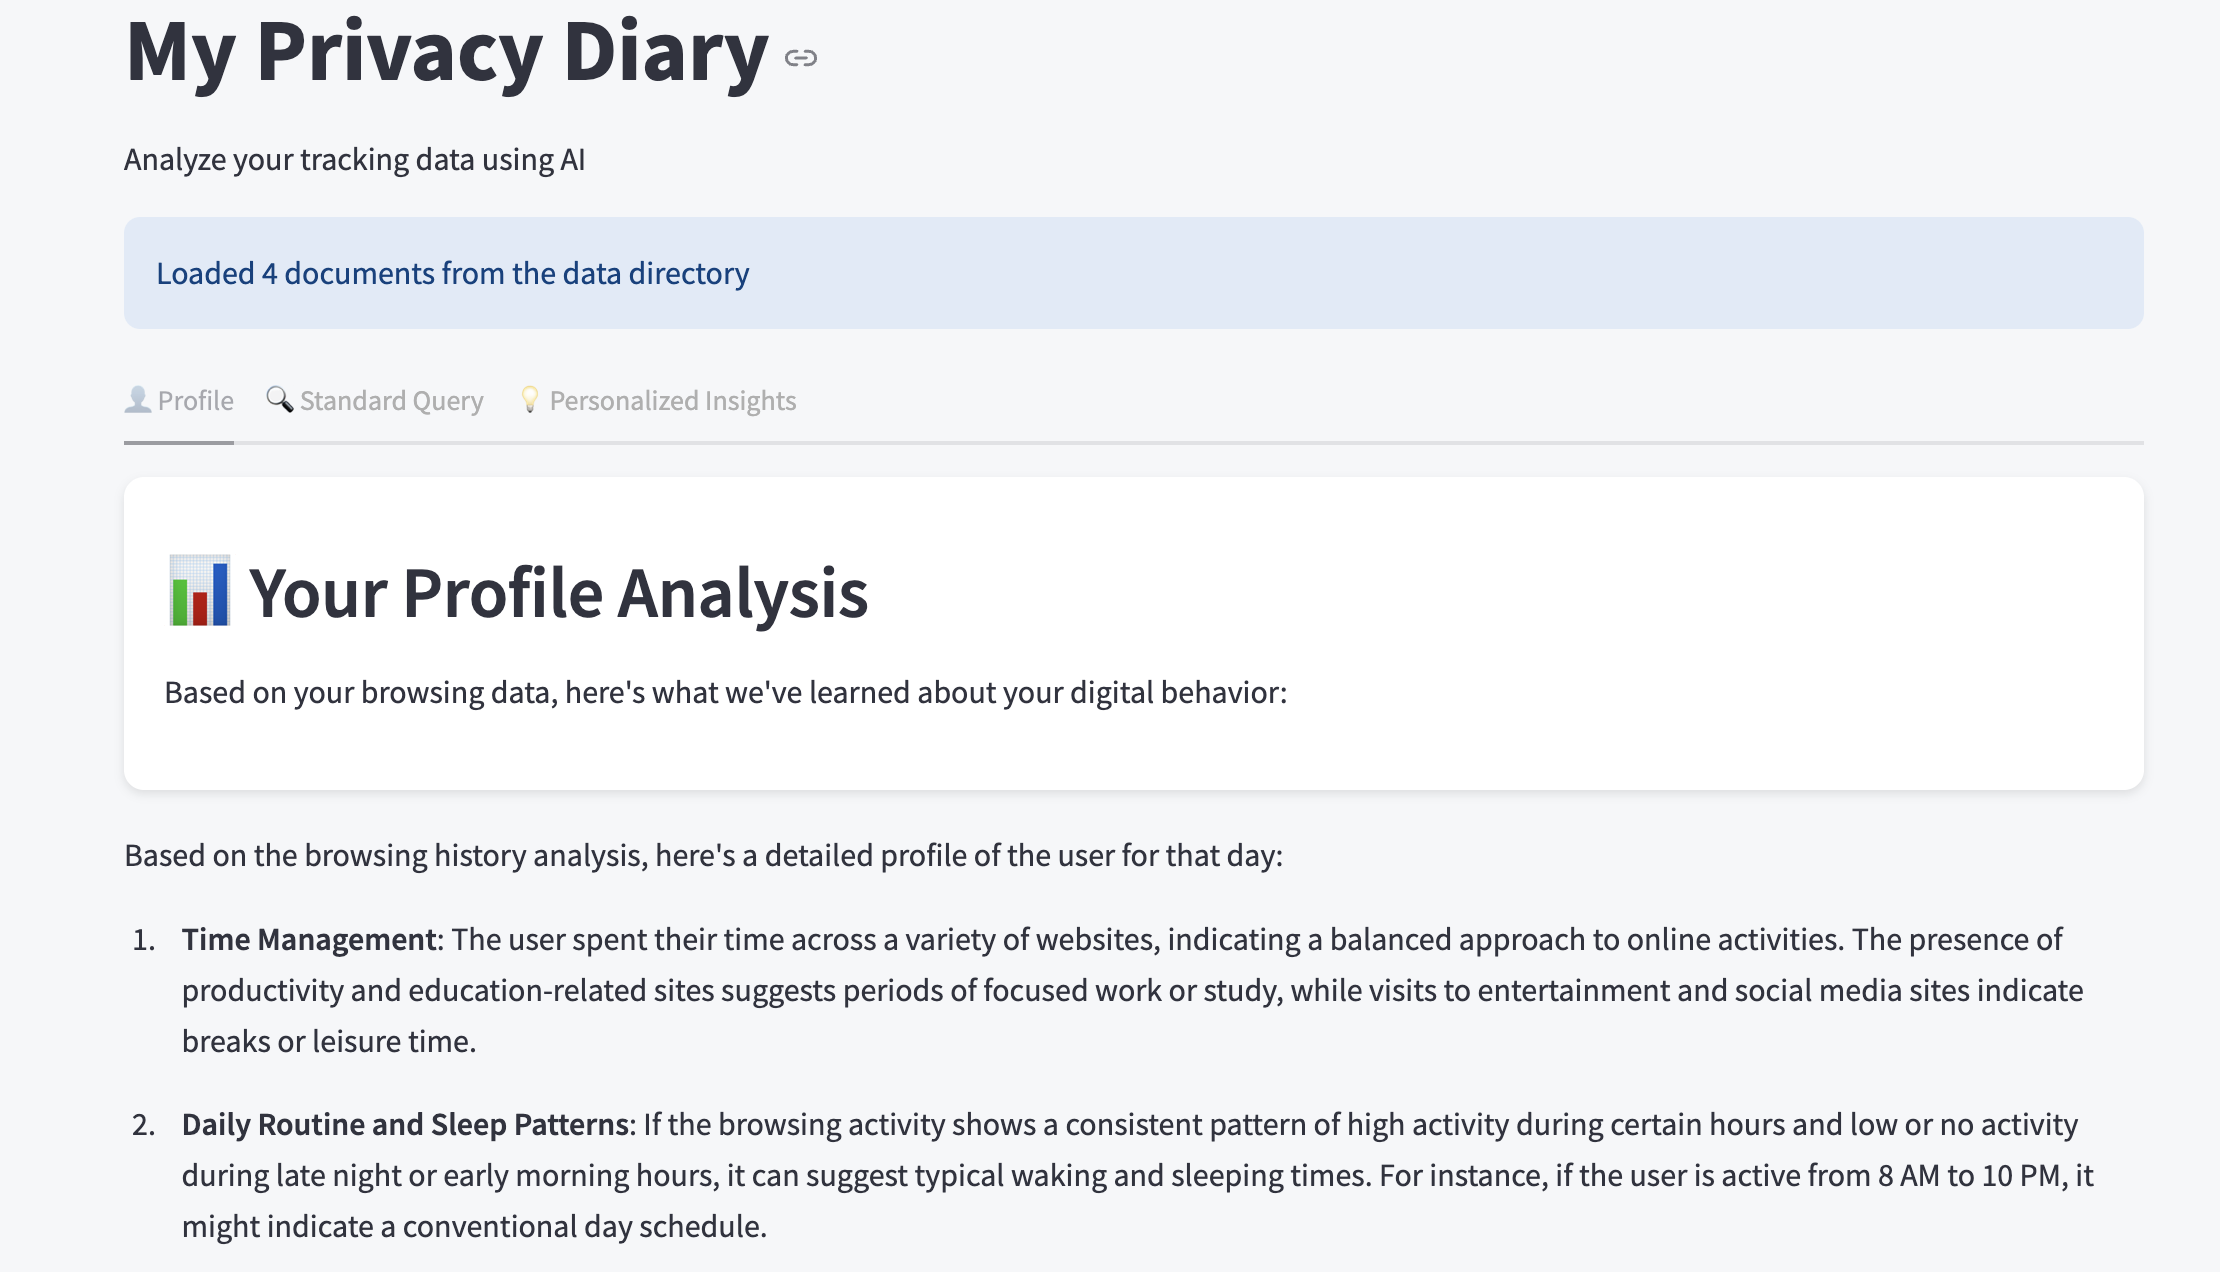 My Privacy Diary
Analyze your tracking data using AI
Loaded 4 documents from the data directory
Profile Standard Query Personalized Insights
Your Profile Analysis
Based on your browsing data, here's what we've learned about your digital behavior:
Based on the browsing history analysis, here's a detailed profile of the user for that day:
1. Time Management: The user spent their time across a variety of websites, indicating a balanced approach to online activities. The presence of
productivity and education-related sites suggests periods of focused work or study, while visits to entertainment and social media sites indicate
breaks or leisure time.
2. Daily Routine and Sleep Patterns: If the browsing activity shows a consistent pattern of high activity during certain hours and low or no activity
during late night or early morning hours, it can suggest typical waking and sleeping times. For instance, if the user is active from 8 AM to 10 PM, it
might indicate a conventional day schedule.